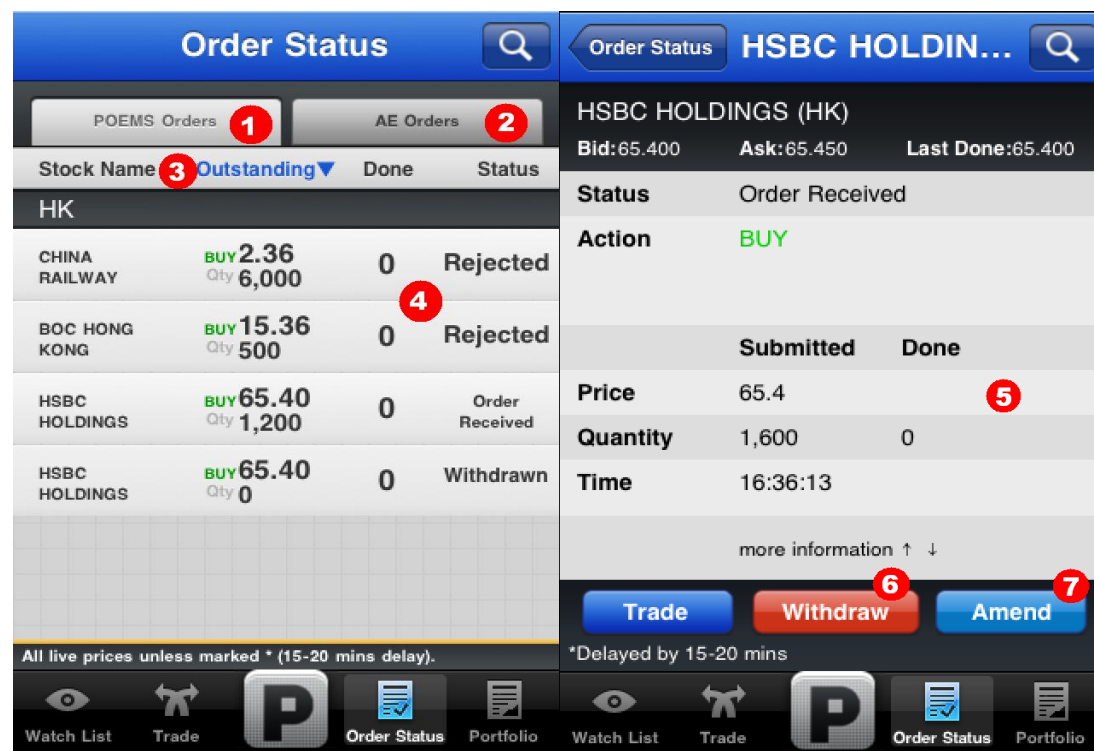 Order Status
POEMS Orders 1 AE Orders 2
Stock Name 3 Outstanding▼ Done Status
HK
CHINA RAILWAY BUY 2.36 Qty 6,000 0 Rejected
4
BOC HONG KONG BUY 15.36 Qty 500 0 Rejected
HSBC HOLDINGS BUY 65.40 Qty 1,200 0 Order Received
HSBC HOLDINGS BUY 65.40 Qty 0 0 Withdrawn
All live prices unless marked * (15-20 mins delay).
P
Watch List Trade Order Status Portfolio
Order Status HSBC HOLDIN...
HSBC HOLDINGS (HK)
Bid:65.400 Ask:65.450 Last Done:65.400
Status Order Received
Action BUY
Submitted Done
Price 65.4 5
Quantity 1,600 0
Time 16:36:13
more information ↑ ↓
6 7
Trade Withdraw Amend
*Delayed by 15-20 mins
P
Watch List Trade Order Status Portfolio